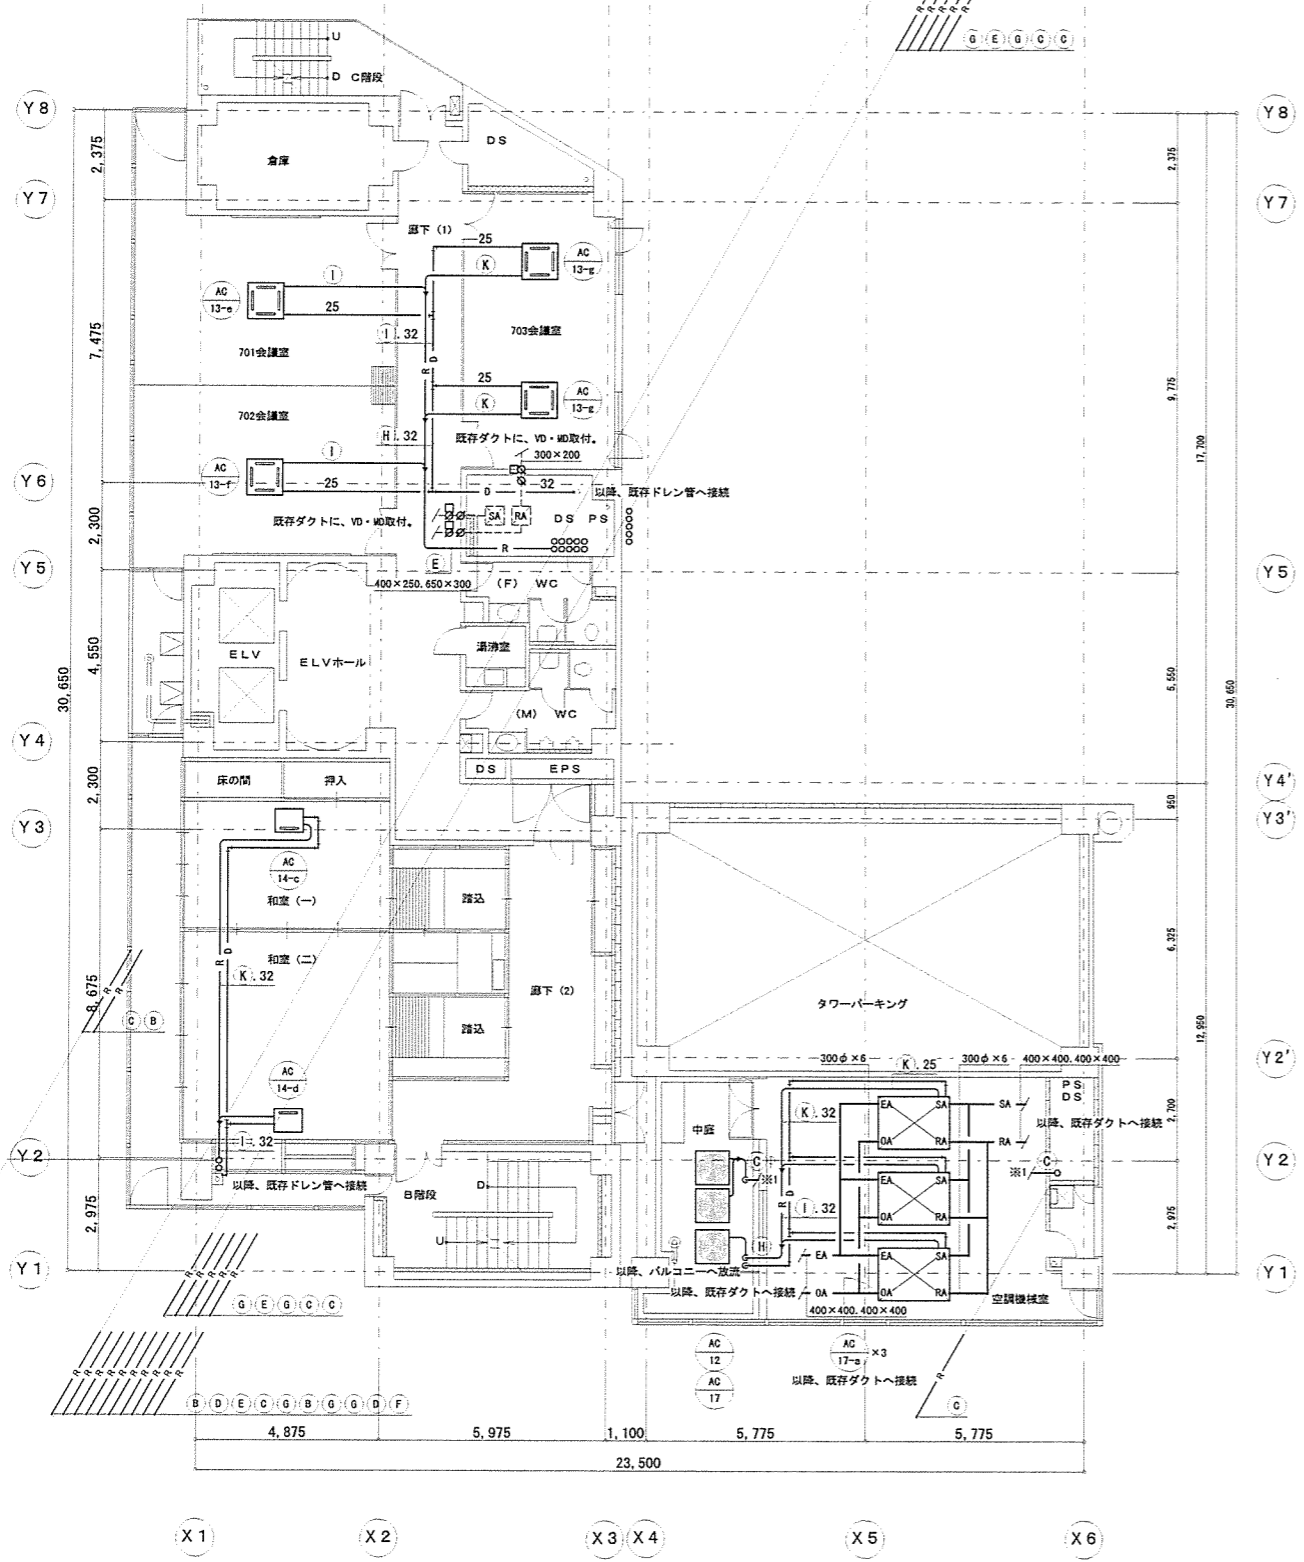 G E G C C
U
D C階段
Y8
Y8
DS
倉庫
2,375
2,375
Y7
Y7
廊下(1)
25
K
AC
13-g
I
AC
13-e
25
I.32
703会議室
701会議室
R D
7,475
9,775
25
K
AC
13-g
702会議室
17,700
H.32
既存ダクトに、VD・MD取付。
300×200
I
AC
13-f
25
Y6
D
32
以降、既存ドレン管へ接続
既存ダクトに、VD・MD取付。
SA RA
DS PS
2,300
R
E
Y5
Y5
400×250.650×300
(F) WC
湯沸室
ELV
ELVホール
4,550
5,550
30,650
30,650
(M) WC
Y4
DS EPS
Y4'
床の間 押入
2,300
950
Y3
Y3'
AC
14-c
和室(一)
踏込
R D
和室(二)
K.32
廊下(2)
6,325
8,675
R
R
タワーパーキング
C B
踏込
12,950
300φ×6
K.25
300φ×6
400×400.400×400
Y2'
AC
14-d
PS
DS
EA SA
SA
K.32
2,700
以降、既存ダクトへ接続
I.32
中庭
OA RA
RA
Y2
C
C
Y2
※1
※1
以降、既存ドレン管へ接続
B階段
D
EA SA
R D
I.32
2,975
2,975
OA RA
U
H
EA
EA SA
Y1
以降、バルコニーへ放流
Y1
以降、既存ダクトへ接続
OA
OA RA
空調機械室
400×400.400×400
G E G C C
AC
12
AC
17-a
×3
AC
17
以降、既存ダクトへ接続
R
C
B D E C G B G G D F
4,875 5,975 1,100 5,775 5,775
23,500
X1 X2 X3 X4 X5 X6